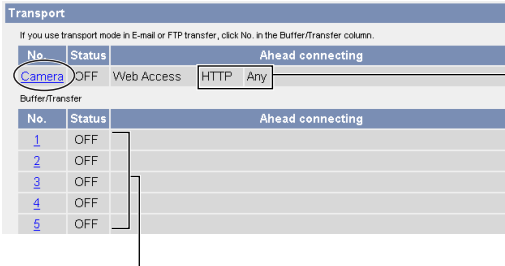 Transport
If you use transport mode in E-mail or FTP transfer, click No. in the Buffer/Transfer column.
No. Status Ahead connecting
Camera OFF Web Access HTTP Any
Buffer/Transfer
No. Status Ahead connecting
1 OFF
2 OFF
3 OFF
4 OFF
5 OFF